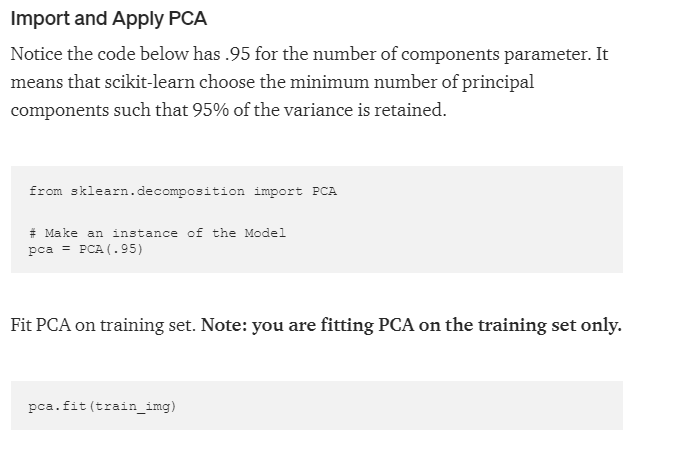 Import and Apply PCA
Notice the code below has .95 for the number of components parameter. It
means that scikit-learn choose the minimum number of principal
components such that 95% of the variance is retained.
from sklearn.decomposition import PCA
# Make an instance of the Model
pca = PCA(.95)
Fit PCA on training set. Note: you are fitting PCA on the training set only.
pca.fit(train_img)